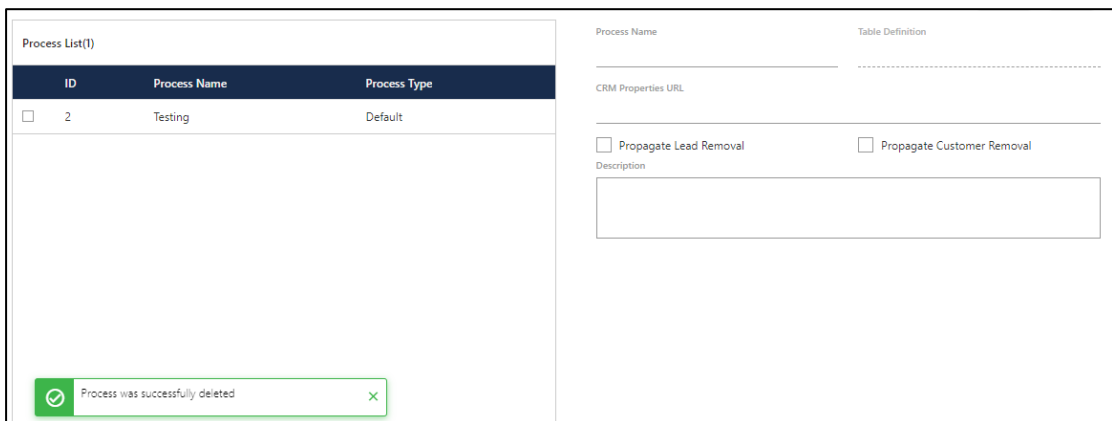 Process List(1)
ID Process Name Process Type
2 Testing Default
Process was successfully deleted
Process Name Table Definition
CRM Properties URL
Propagate Lead Removal Propagate Customer Removal
Description